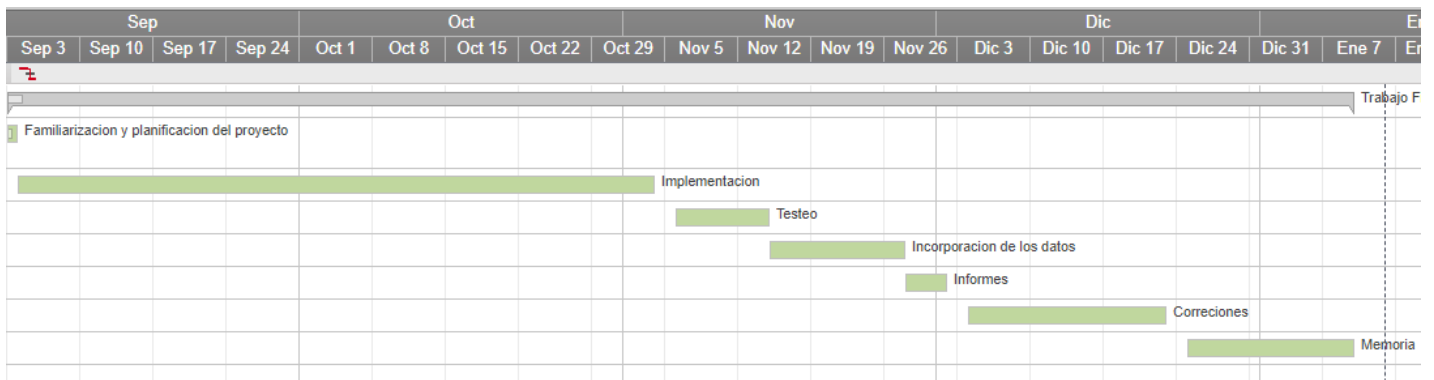 Sep Oct Nov Dic
Sep 3 Sep 10 Sep 17 Sep 24 Oct 1 Oct 8 Oct 15 Oct 22 Oct 29 Nov 5 Nov 12 Nov 19 Nov 26 Dic 3 Dic 10 Dic 17 Dic 24 Dic 31 Ene 7
Trabajo F
Familiarizacion y planificacion del proyecto
Implementacion
Testeo
Incorporacion de los datos
Informes
Correciones
Memoria